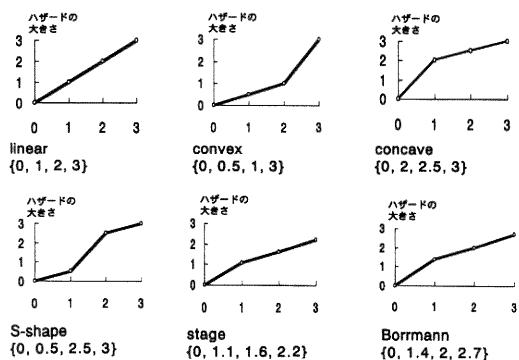 ハザードの
大きさ
3
2
1
0
0 1 2 3
linear
{0, 1, 2, 3}
ハザードの
大きさ
3
2
1
0
0 1 2 3
convex
{0, 0.5, 1, 3}
ハザードの
大きさ
3
2
1
0
0 1 2 3
concave
{0, 2, 2.5, 3}
ハザードの
大きさ
3
2
1
0
0 1 2 3
S-shape
{0, 0.5, 2.5, 3}
ハザードの
大きさ
3
2
1
0
0 1 2 3
stage
{0, 1.1, 1.6, 2.2}
ハザードの
大きさ
3
2
1
0
0 1 2 3
Borrmann
{0, 1.4, 2, 2.7}